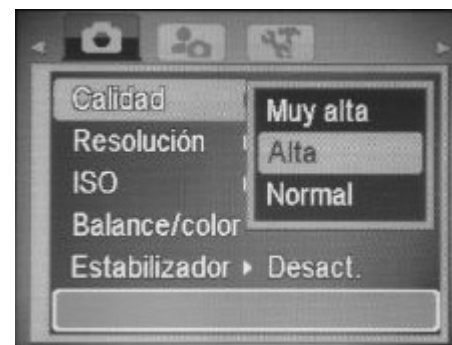 Calidad
Muy alta
Resolución
Alta
ISO
Normal
Balance/color
Estabilizador Desact.